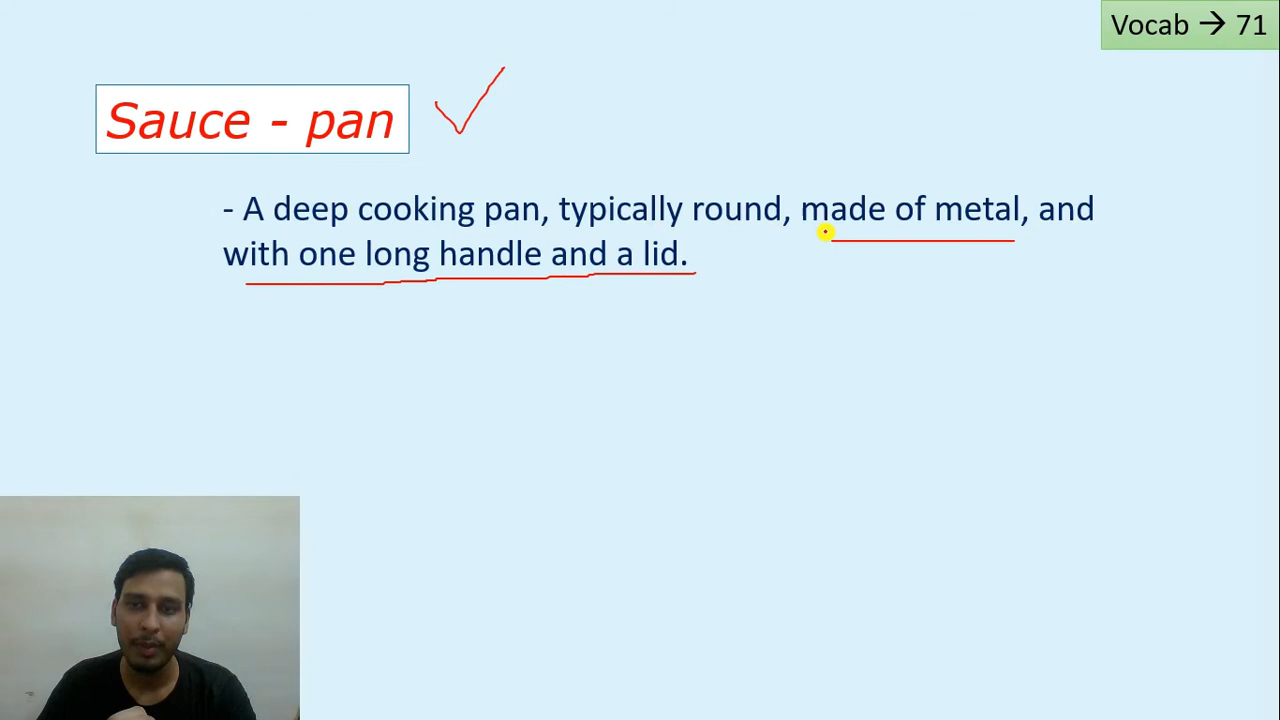 Vocab → 71
Sauce - pan
- A deep cooking pan, typically round, made of metal, and
with one long handle and a lid.